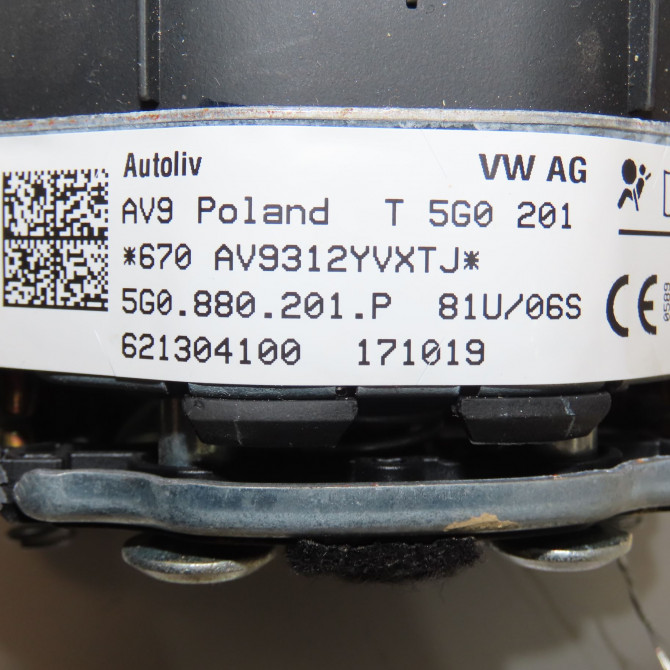 Autoliv VW AG
AV9 Poland T 5G0 201
*670 AV9312YVXTJ*
5G0.880.201.P 81U/06S
621304100 171019
CE 0589